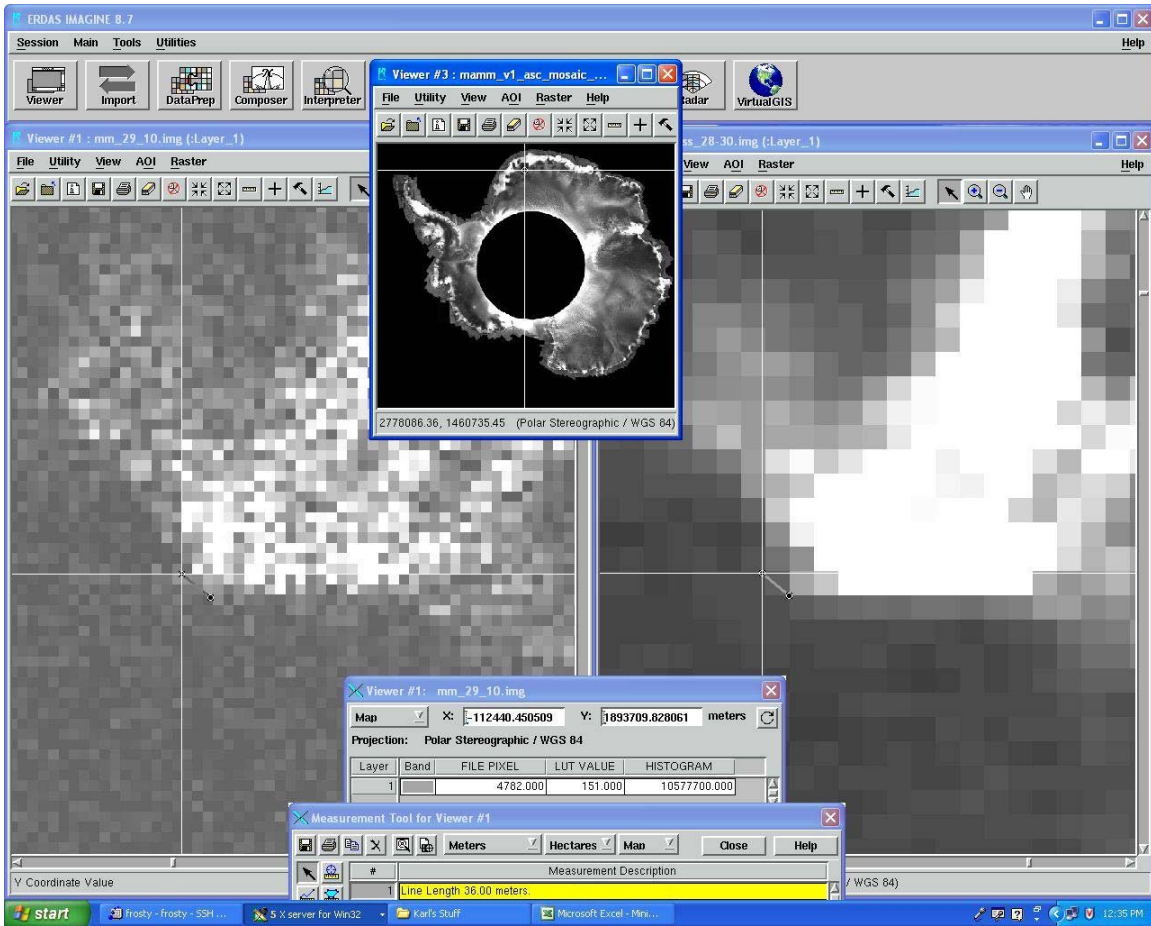 ERDAS IMAGINE 8.7
Session Main Tools Utilities Help
Viewer Import DataPrep Composer Interpreter VirtualGIS
Viewer #3 : mamm_v1_asc_mosaic_...
File Utility View AOI Raster Help
2778086.36, 1460735.45 (Polar Stereographic / WGS 84)
Viewer #1 : mm_29_10.img (:Layer_1)
File Utility View AOI Raster
ss_28-30.img (:Layer_1)
View AOI Raster Help
Viewer #1: mm_29_10.img
Map X: -112440.450509 Y: 1893709.828061 meters
Projection: Polar Stereographic / WGS 84
Layer Band FILE PIXEL LUT VALUE HISTOGRAM
1 4782.000 151.000 10577700.000
Measurement Tool for Viewer #1
Meters Hectares Map Close Help
# Measurement Description
1 Line Length 36.00 meters.
Y Coordinate Value
/ WGS 84)
start frosty - frosty - SSH ... 5 X server for Win32 Karl's Stuff Microsoft Excel - Mini... 12:35 PM